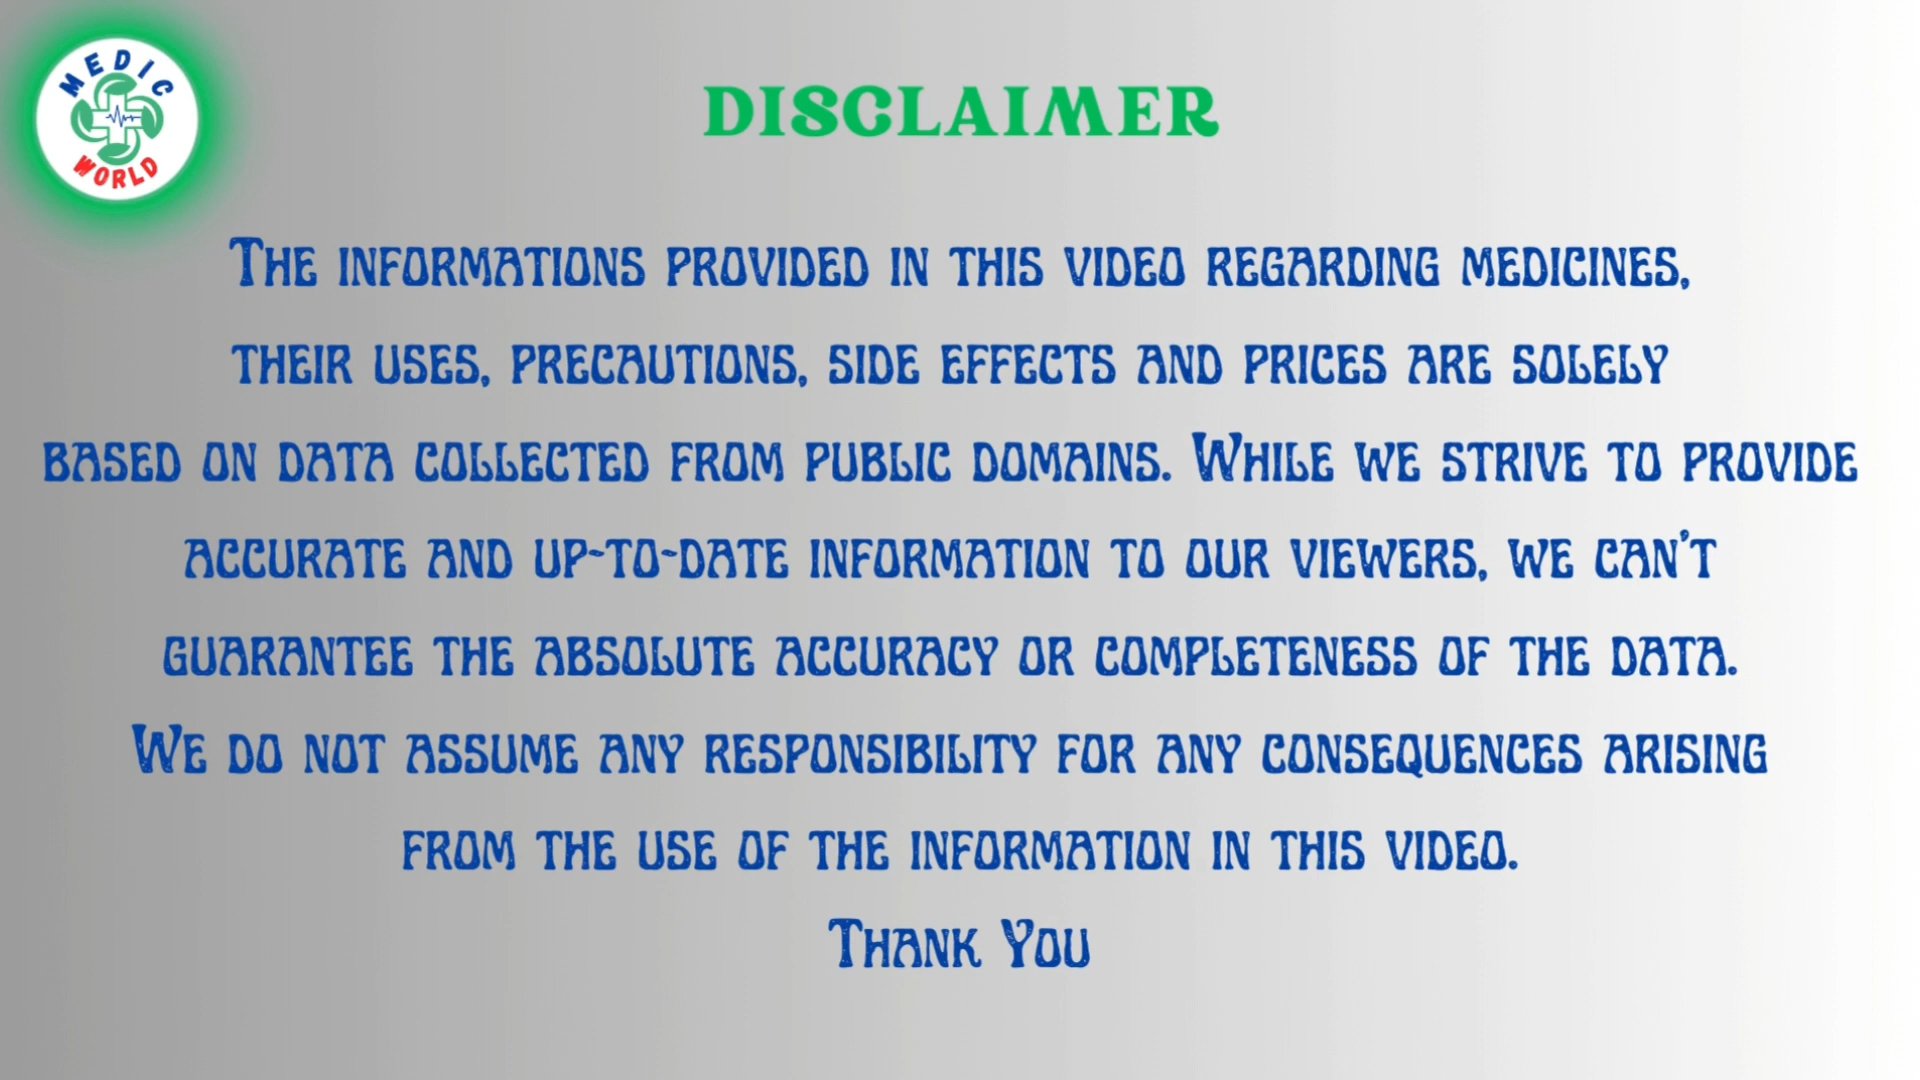 MEDIC
WORLD
DISCLAIMER
The informations provided in this video regarding medicines,
their uses, precautions, side effects and prices are solely
based on data collected from public domains. While we strive to provide
accurate and up-to-date information to our viewers, we can't
guarantee the absolute accuracy or completeness of the data.
We do not assume any responsibility for any consequences arising
from the use of the information in this video.
Thank You